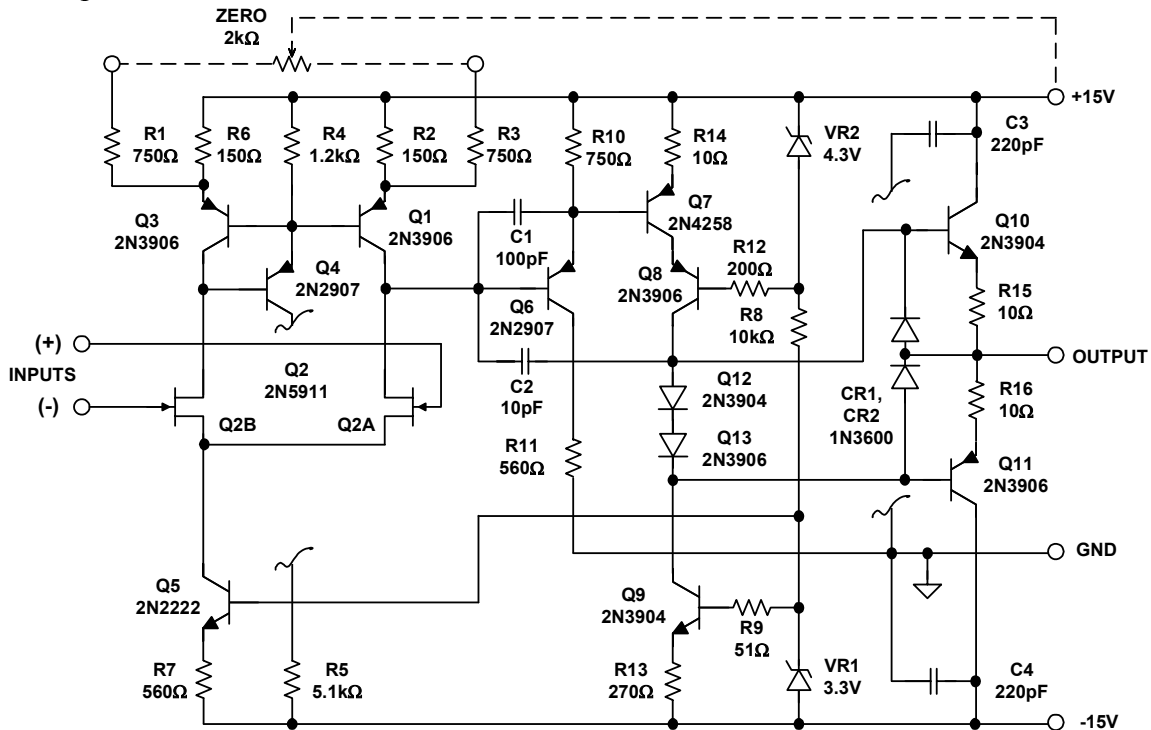 ZERO
2kΩ
+15V
R1
750Ω
R6
150Ω
R4
1.2kΩ
R2
150Ω
R3
750Ω
R10
750Ω
R14
10Ω
VR2
4.3V
C3
220pF
Q3
2N3906
Q1
2N3906
C1
100pF
Q7
2N4258
Q10
2N3904
Q4
2N2907
Q6
2N2907
Q8
2N3906
R12
200Ω
R8
10kΩ
R15
10Ω
(+)
INPUTS
(-)
Q2
2N5911
Q2B
Q2A
C2
10pF
Q12
2N3904
Q13
2N3906
CR1,
CR2
1N3600
OUTPUT
R16
10Ω
R11
560Ω
Q11
2N3906
GND
Q5
2N2222
Q9
2N3904
R9
51Ω
R7
560Ω
R5
5.1kΩ
R13
270Ω
VR1
3.3V
C4
220pF
-15V